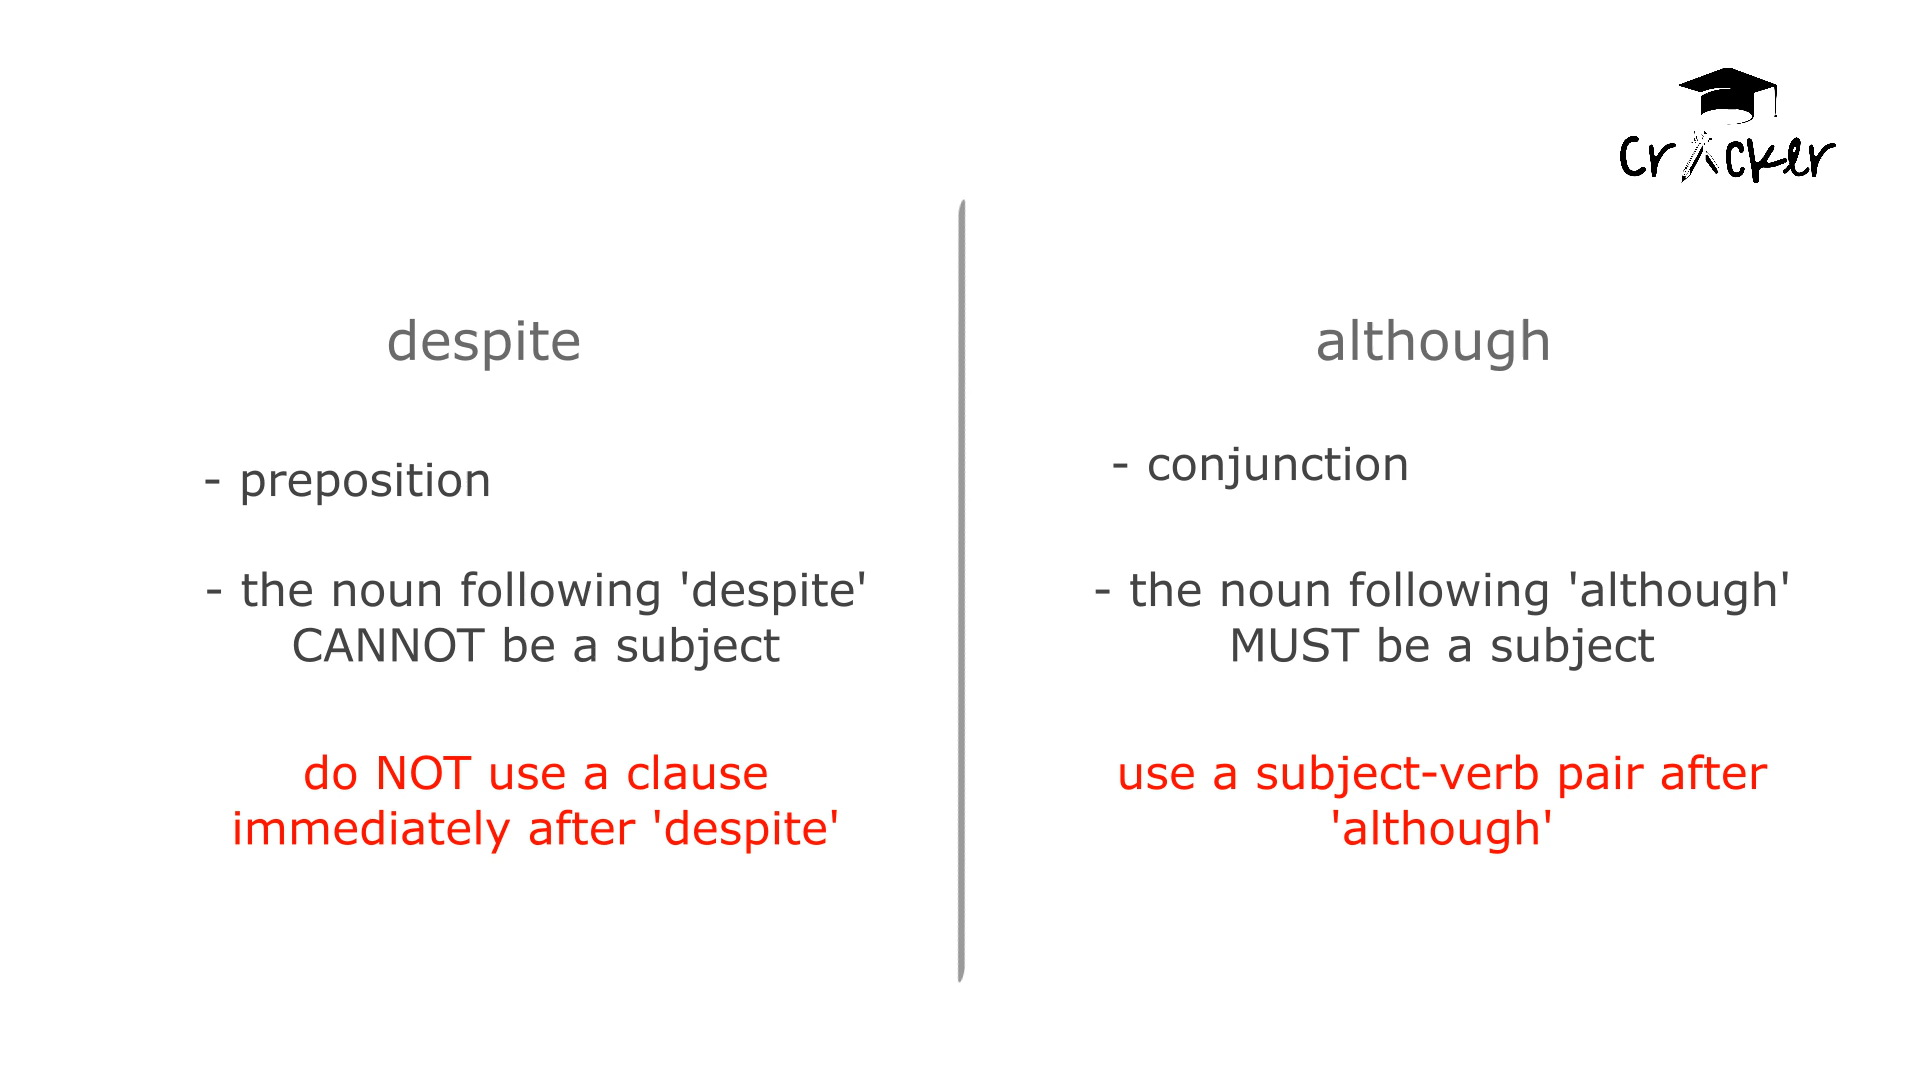 cracker
despite
- preposition
- the noun following 'despite'
CANNOT be a subject
do NOT use a clause
immediately after 'despite'
although
- conjunction
- the noun following 'although'
MUST be a subject
use a subject-verb pair after
'although'